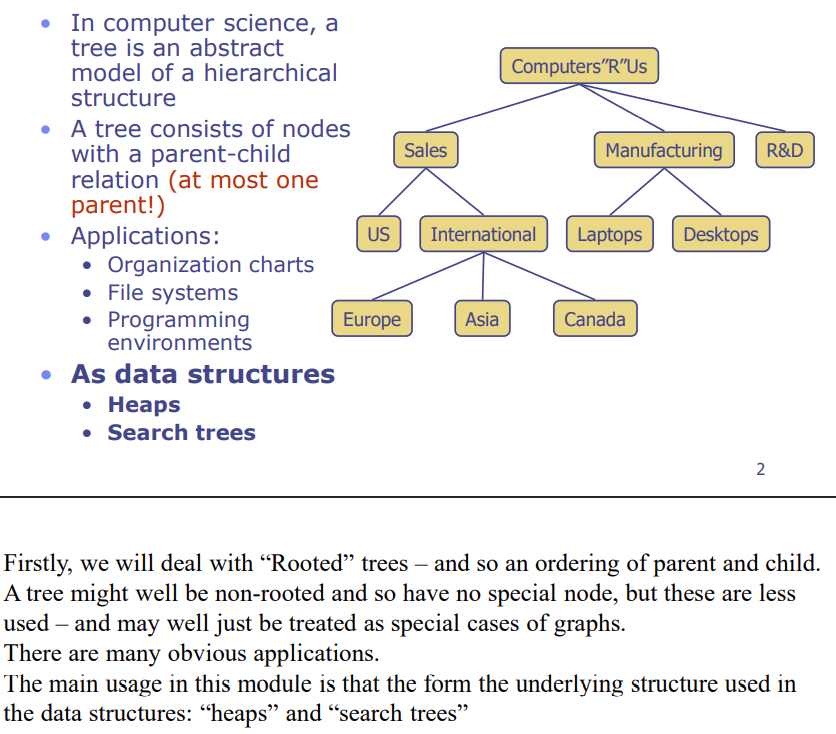 • In computer science, a
tree is an abstract
model of a hierarchical
structure
• A tree consists of nodes
with a parent-child
relation (at most one
parent!)
• Applications:
• Organization charts
• File systems
• Programming
environments
• As data structures
• Heaps
• Search trees
Computers”R”Us
Sales
Manufacturing
R&D
US
International
Laptops
Desktops
Europe
Asia
Canada
2
Firstly, we will deal with “Rooted” trees – and so an ordering of parent and child.
A tree might well be non-rooted and so have no special node, but these are less
used – and may well just be treated as special cases of graphs.
There are many obvious applications.
The main usage in this module is that the form the underlying structure used in
the data structures: “heaps” and “search trees”